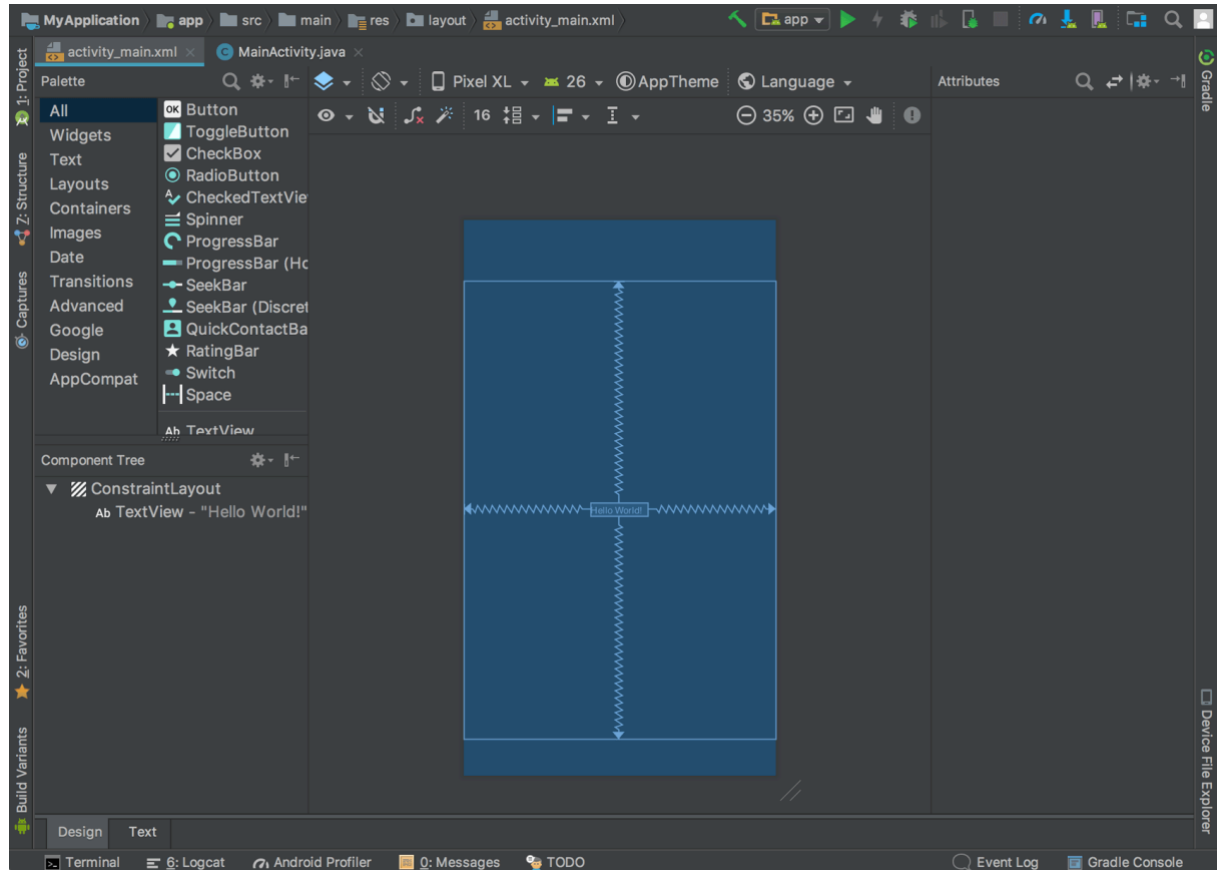 MyApplication app src main res layout activity_main.xml app
activity_main.xml MainActivity.java
1: Project
Z: Structure
Captures
2: Favorites
Build Variants
Palette
All
Widgets
Text
Layouts
Containers
Images
Date
Transitions
Advanced
Google
Design
AppCompat
OK Button
ToggleButton
CheckBox
RadioButton
CheckedTextVie
Spinner
ProgressBar
ProgressBar (Ho
SeekBar
SeekBar (Discret
QuickContactBa
RatingBar
Switch
Space
Ab TextView
Component Tree
ConstraintLayout
Ab TextView - "Hello World!"
Pixel XL 26 AppTheme Language
16 35%
Hello World!
Attributes
Gradle
Device File Explorer
Design Text
Terminal 6: Logcat Android Profiler 0: Messages TODO Event Log Gradle Console